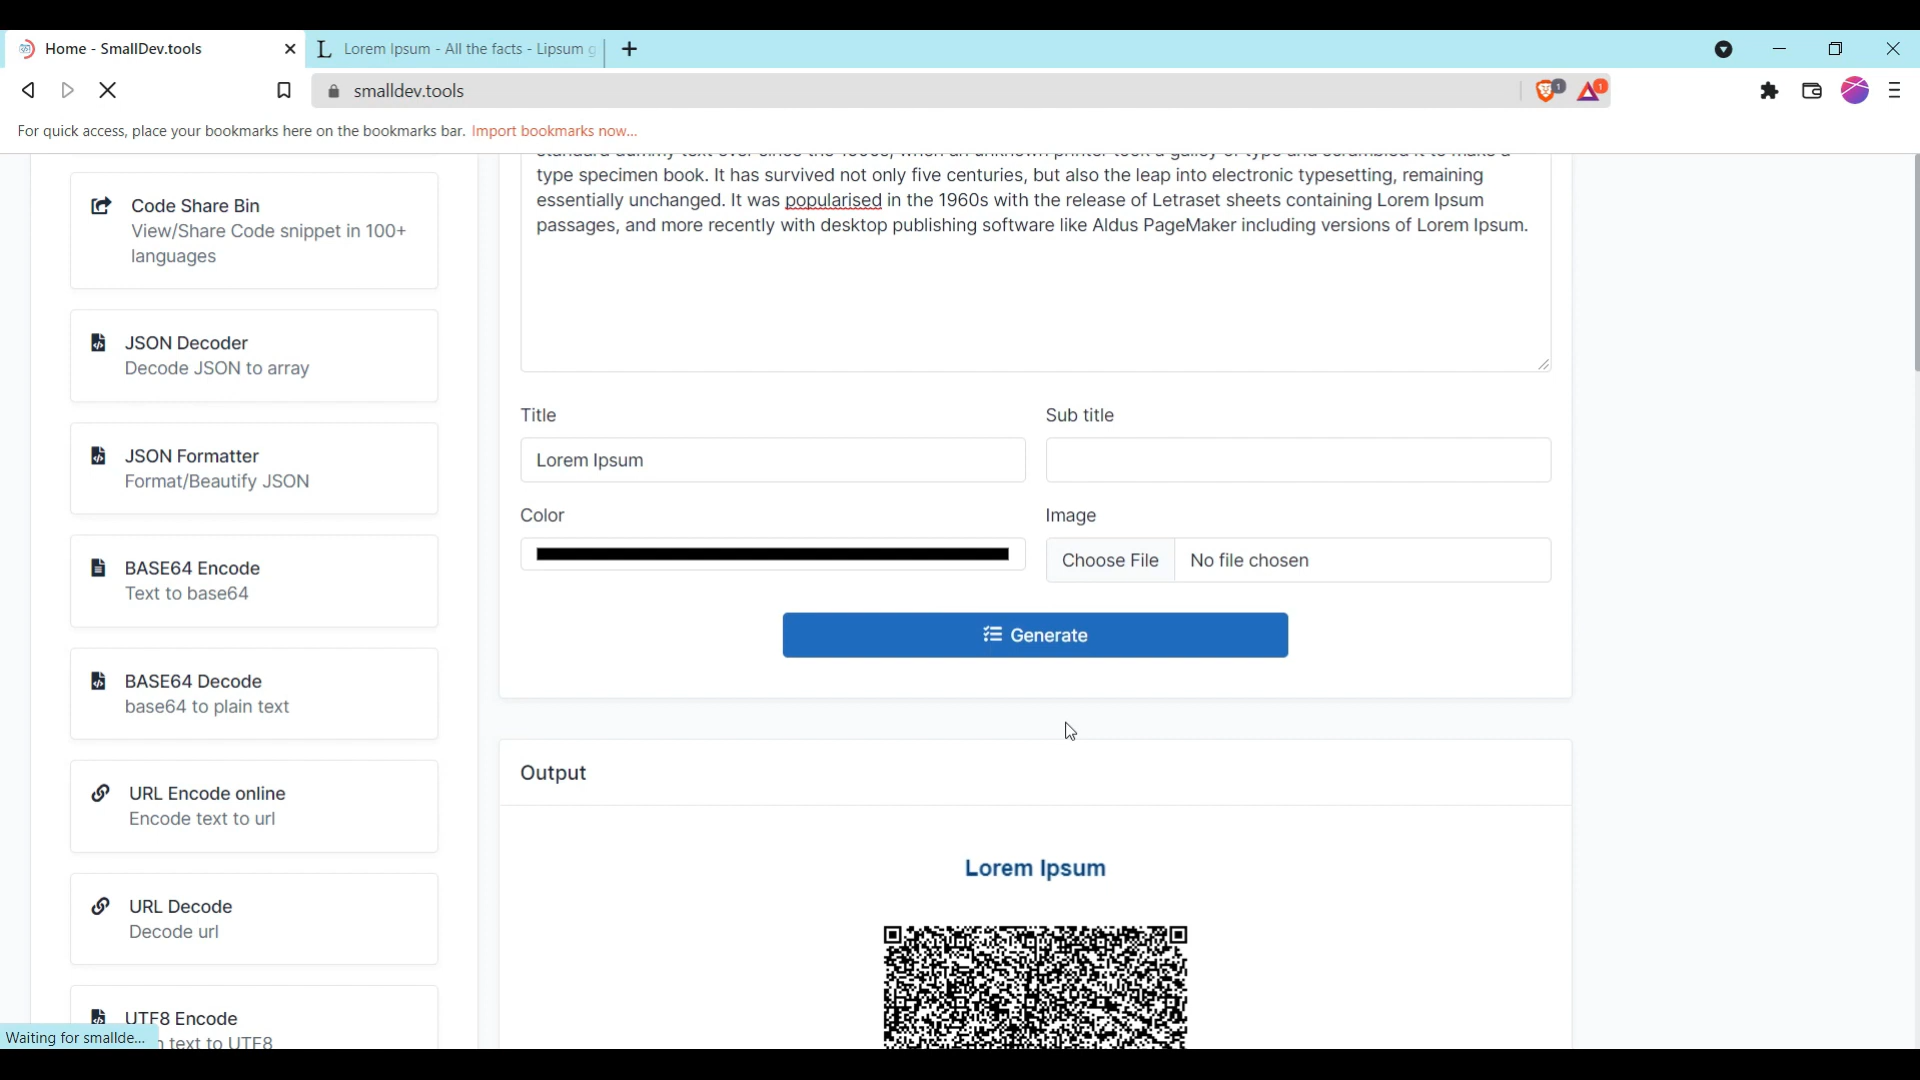 Home - SmallDev.tools
L Lorem Ipsum - All the facts - Lipsum g
smalldev.tools
1
1
For quick access, place your bookmarks here on the bookmarks bar. Import bookmarks now...
Code Share Bin
View/Share Code snippet in 100+
languages
JSON Decoder
Decode JSON to array
JSON Formatter
Format/Beautify JSON
BASE64 Encode
Text to base64
BASE64 Decode
base64 to plain text
URL Encode online
Encode text to url
URL Decode
Decode url
UTF8 Encode
text to UTF8
Waiting for smallde...
standard dummy text ever since the 1500s, when an unknown printer took a galley of type and scrambled it to make a
type specimen book. It has survived not only five centuries, but also the leap into electronic typesetting, remaining
essentially unchanged. It was popularised in the 1960s with the release of Letraset sheets containing Lorem Ipsum
passages, and more recently with desktop publishing software like Aldus PageMaker including versions of Lorem Ipsum.
Title
Sub title
Lorem Ipsum
Color
Image
Choose File No file chosen
Generate
Output
Lorem Ipsum